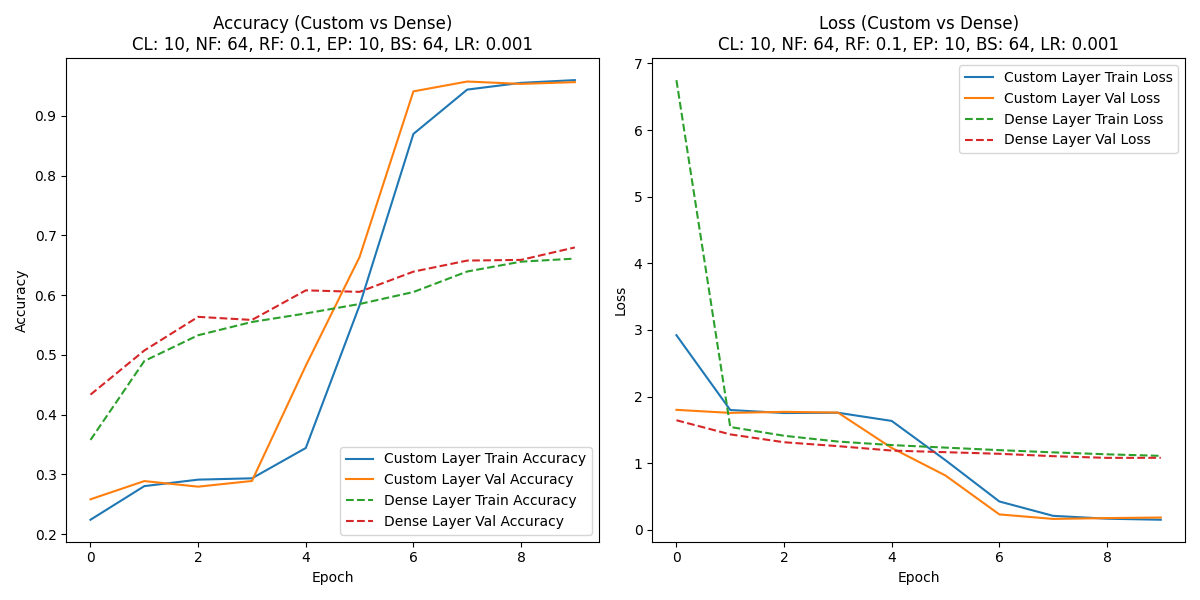 Accuracy (Custom vs Dense)
CL: 10, NF: 64, RF: 0.1, EP: 10, BS: 64, LR: 0.001
0.9
0.8
0.7
0.6
0.5
0.4
0.3
0.2
Accuracy
Custom Layer Train Accuracy
Custom Layer Val Accuracy
Dense Layer Train Accuracy
Dense Layer Val Accuracy
0 2 4 6 8
Epoch
Loss (Custom vs Dense)
CL: 10, NF: 64, RF: 0.1, EP: 10, BS: 64, LR: 0.001
7
6
5
4
3
2
1
0
Loss
Custom Layer Train Loss
Custom Layer Val Loss
Dense Layer Train Loss
Dense Layer Val Loss
0 2 4 6 8
Epoch